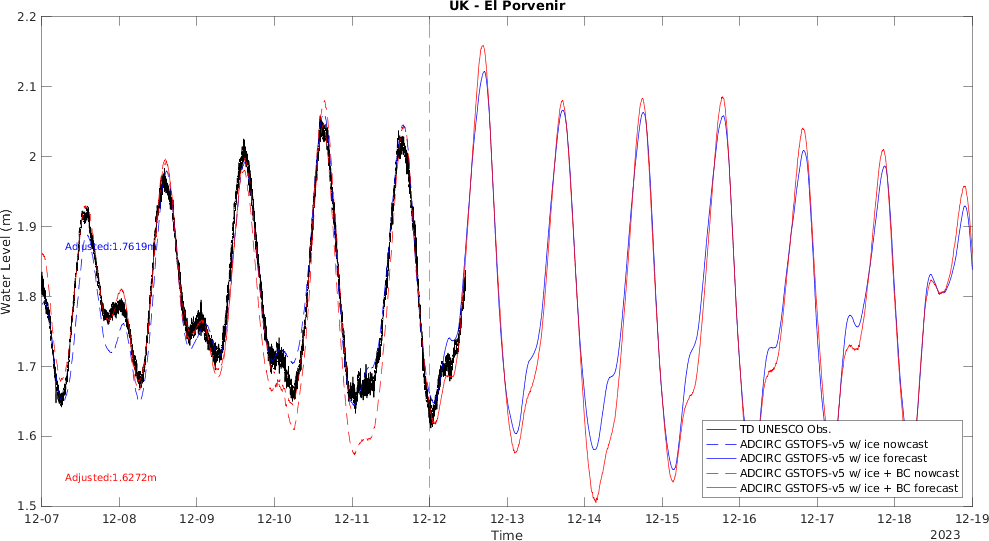 UK - El Porvenir
2.2
2.1
2
1.9
1.8
1.7
1.6
1.5
Water Level (m)
Adjusted:1.7619m
Adjusted:1.6272m
TD UNESCO Obs.
ADCIRC GSTOFS-v5 w/ ice nowcast
ADCIRC GSTOFS-v5 w/ ice forecast
ADCIRC GSTOFS-v5 w/ ice + BC nowcast
ADCIRC GSTOFS-v5 w/ ice + BC forecast
12-07 12-08 12-09 12-10 12-11 12-12 12-13 12-14 12-15 12-16 12-17 12-18 12-19
Time
2023